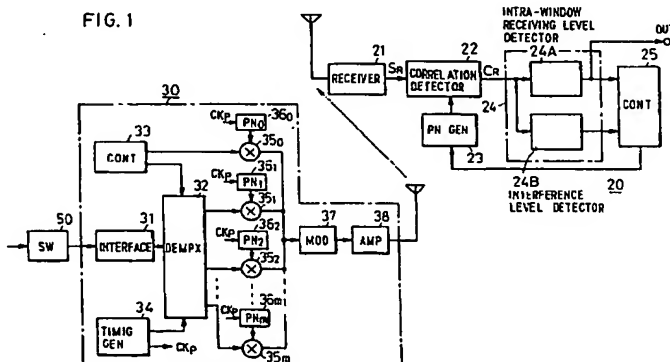 FIG. 1
INTRA-WINDOW
RECEIVING LEVEL
DETECTOR
OUT
21
RECEIVER
SR
22
CORRELATION
DETECTOR
CR
24A
24
25
CONT
PN GEN
23
24B
INTERFERENCE
LEVEL DETECTOR
20
30
33
CONT
CKP
PN0
360
350
CKP
PN1
361
351
CKP
PN2
362
352
CKP
PNm
36m
35m
32
DEMPX
50
SW
31
INTERFACE
34
TIMIG
GEN
CKP
37
MOD
38
AMP